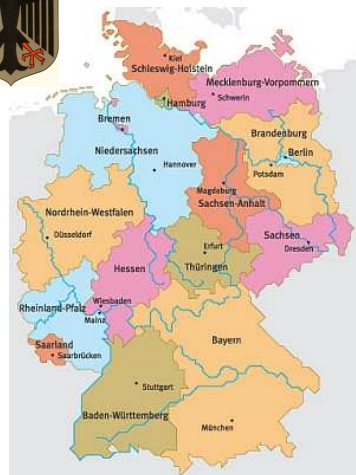 Kiel
Schleswig-Holstein
Mecklenburg-Vorpommern
Schwerin
Hamburg
Bremen
Niedersachsen
Brandenburg
Berlin
Hannover
Potsdam
Magdeburg
Sachsen-Anhalt
Nordrhein-Westfalen
Düsseldorf
Sachsen
Dresden
Erfurt
Thüringen
Hessen
Wiesbaden
Rheinland-Pfalz
Mainz
Saarland
Saarbrücken
Bayern
Stuttgart
Baden-Württemberg
München